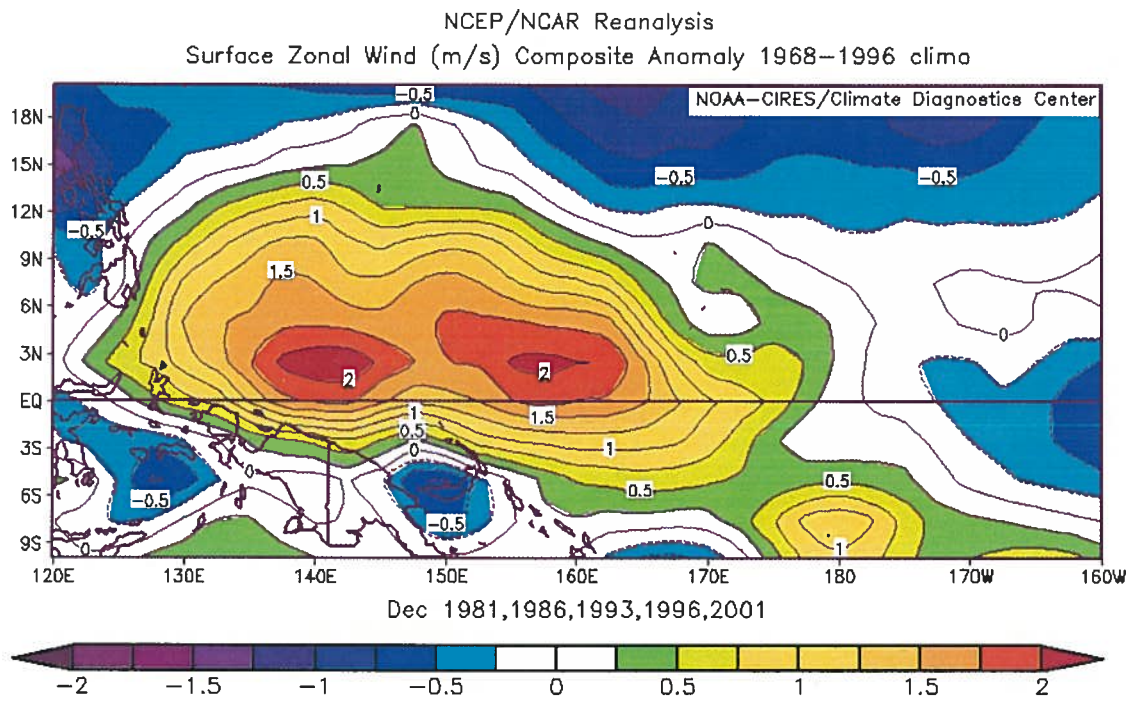 NCEP/NCAR Reanalysis
Surface Zonal Wind (m/s) Composite Anomaly 1968-1996 clima
NOAA-CIRES/Climate Diagnostics Center
-0.5
0
18N
15N
-0.5
-0.5
0.5
12N
1
0
-0.5
9N
1.5
6N
0
3N
0.5
2
2
EQ
1
1.5
0.5
1
3S
0
0
6S
-0.5
0.5
0.5
-0.5
9S
0
1
120E 130E 140E 150E 160E 170E 180 170W 160W
Dec 1981,1986,1993,1996,2001
-2 -1.5 -1 -0.5 0 0.5 1 1.5 2